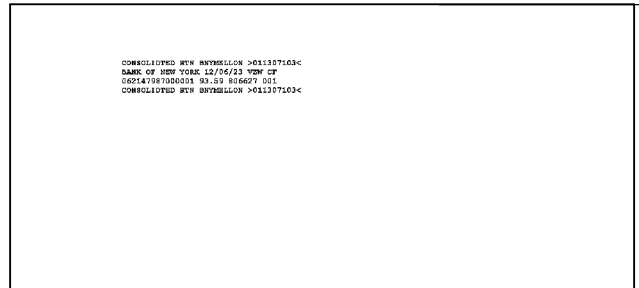 CONSOLIDTED RTN BNYMELLON >011307103<
BANK OF NEW YORK 12/06/23 VEW CF
062147987000001 93.59 806627 001
CONSOLIDTED RTN BNYMELLON >011307103<